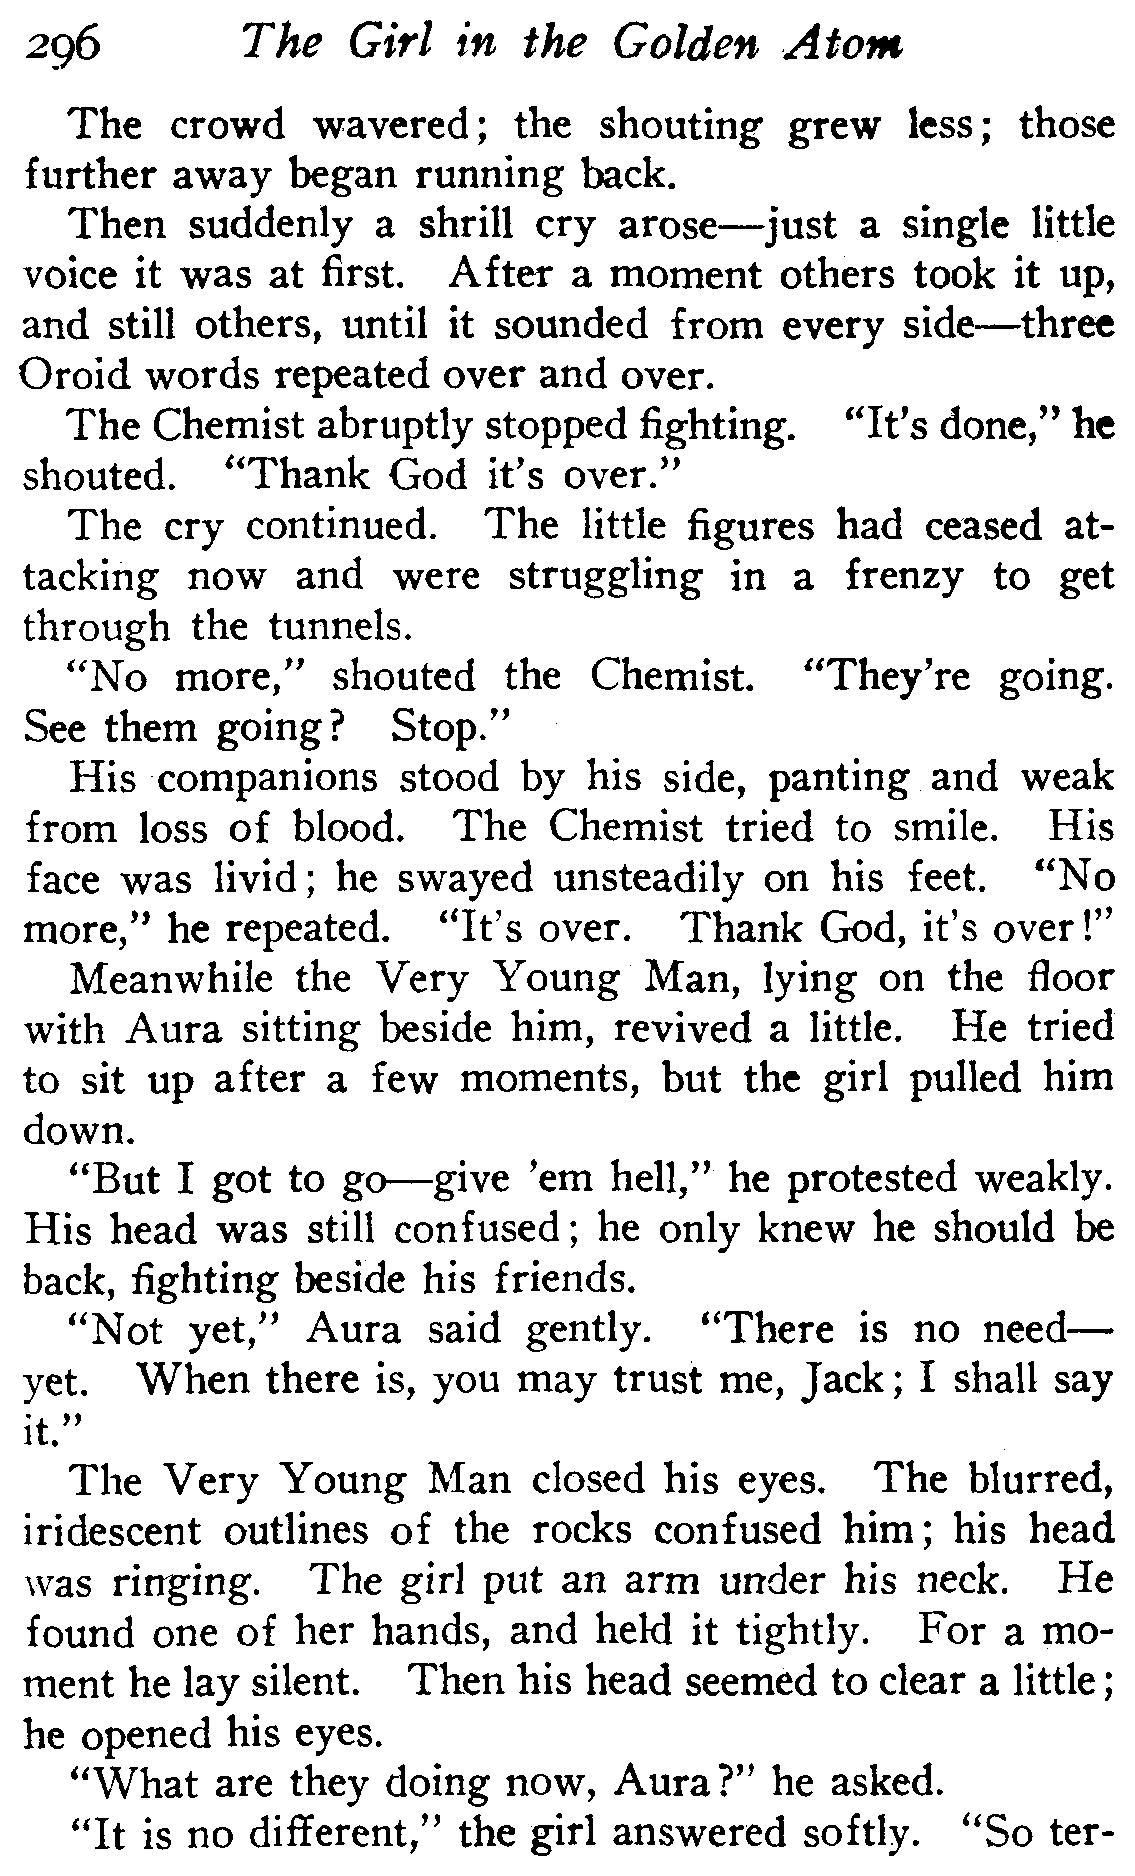 296 The Girl in the Golden Atom
The crowd wavered; the shouting grew less; those
further away began running back.
Then suddenly a shrill cry arose—just a single little
voice it was at first. After a moment others took it up,
and still others, until it sounded from every side—three
Oroid words repeated over and over.
The Chemist abruptly stopped fighting. "It's done," he
shouted. "Thank God it's over."
The cry continued. The little figures had ceased at-
tacking now and were struggling in a frenzy to get
through the tunnels.
"No more," shouted the Chemist. "They're going.
See them going? Stop."
His companions stood by his side, panting and weak
from loss of blood. The Chemist tried to smile. His
face was livid; he swayed unsteadily on his feet. "No
more," he repeated. "It's over. Thank God, it's over!"
Meanwhile the Very Young Man, lying on the floor
with Aura sitting beside him, revived a little. He tried
to sit up after a few moments, but the girl pulled him
down.
"But I got to go—give 'em hell," he protested weakly.
His head was still confused; he only knew he should be
back, fighting beside his friends.
"Not yet," Aura said gently. "There is no need—
yet. When there is, you may trust me, Jack; I shall say
it."
The Very Young Man closed his eyes. The blurred,
iridescent outlines of the rocks confused him; his head
was ringing. The girl put an arm under his neck. He
found one of her hands, and held it tightly. For a mo-
ment he lay silent. Then his head seemed to clear a little;
he opened his eyes.
"What are they doing now, Aura?" he asked.
"It is no different," the girl answered softly. "So ter-